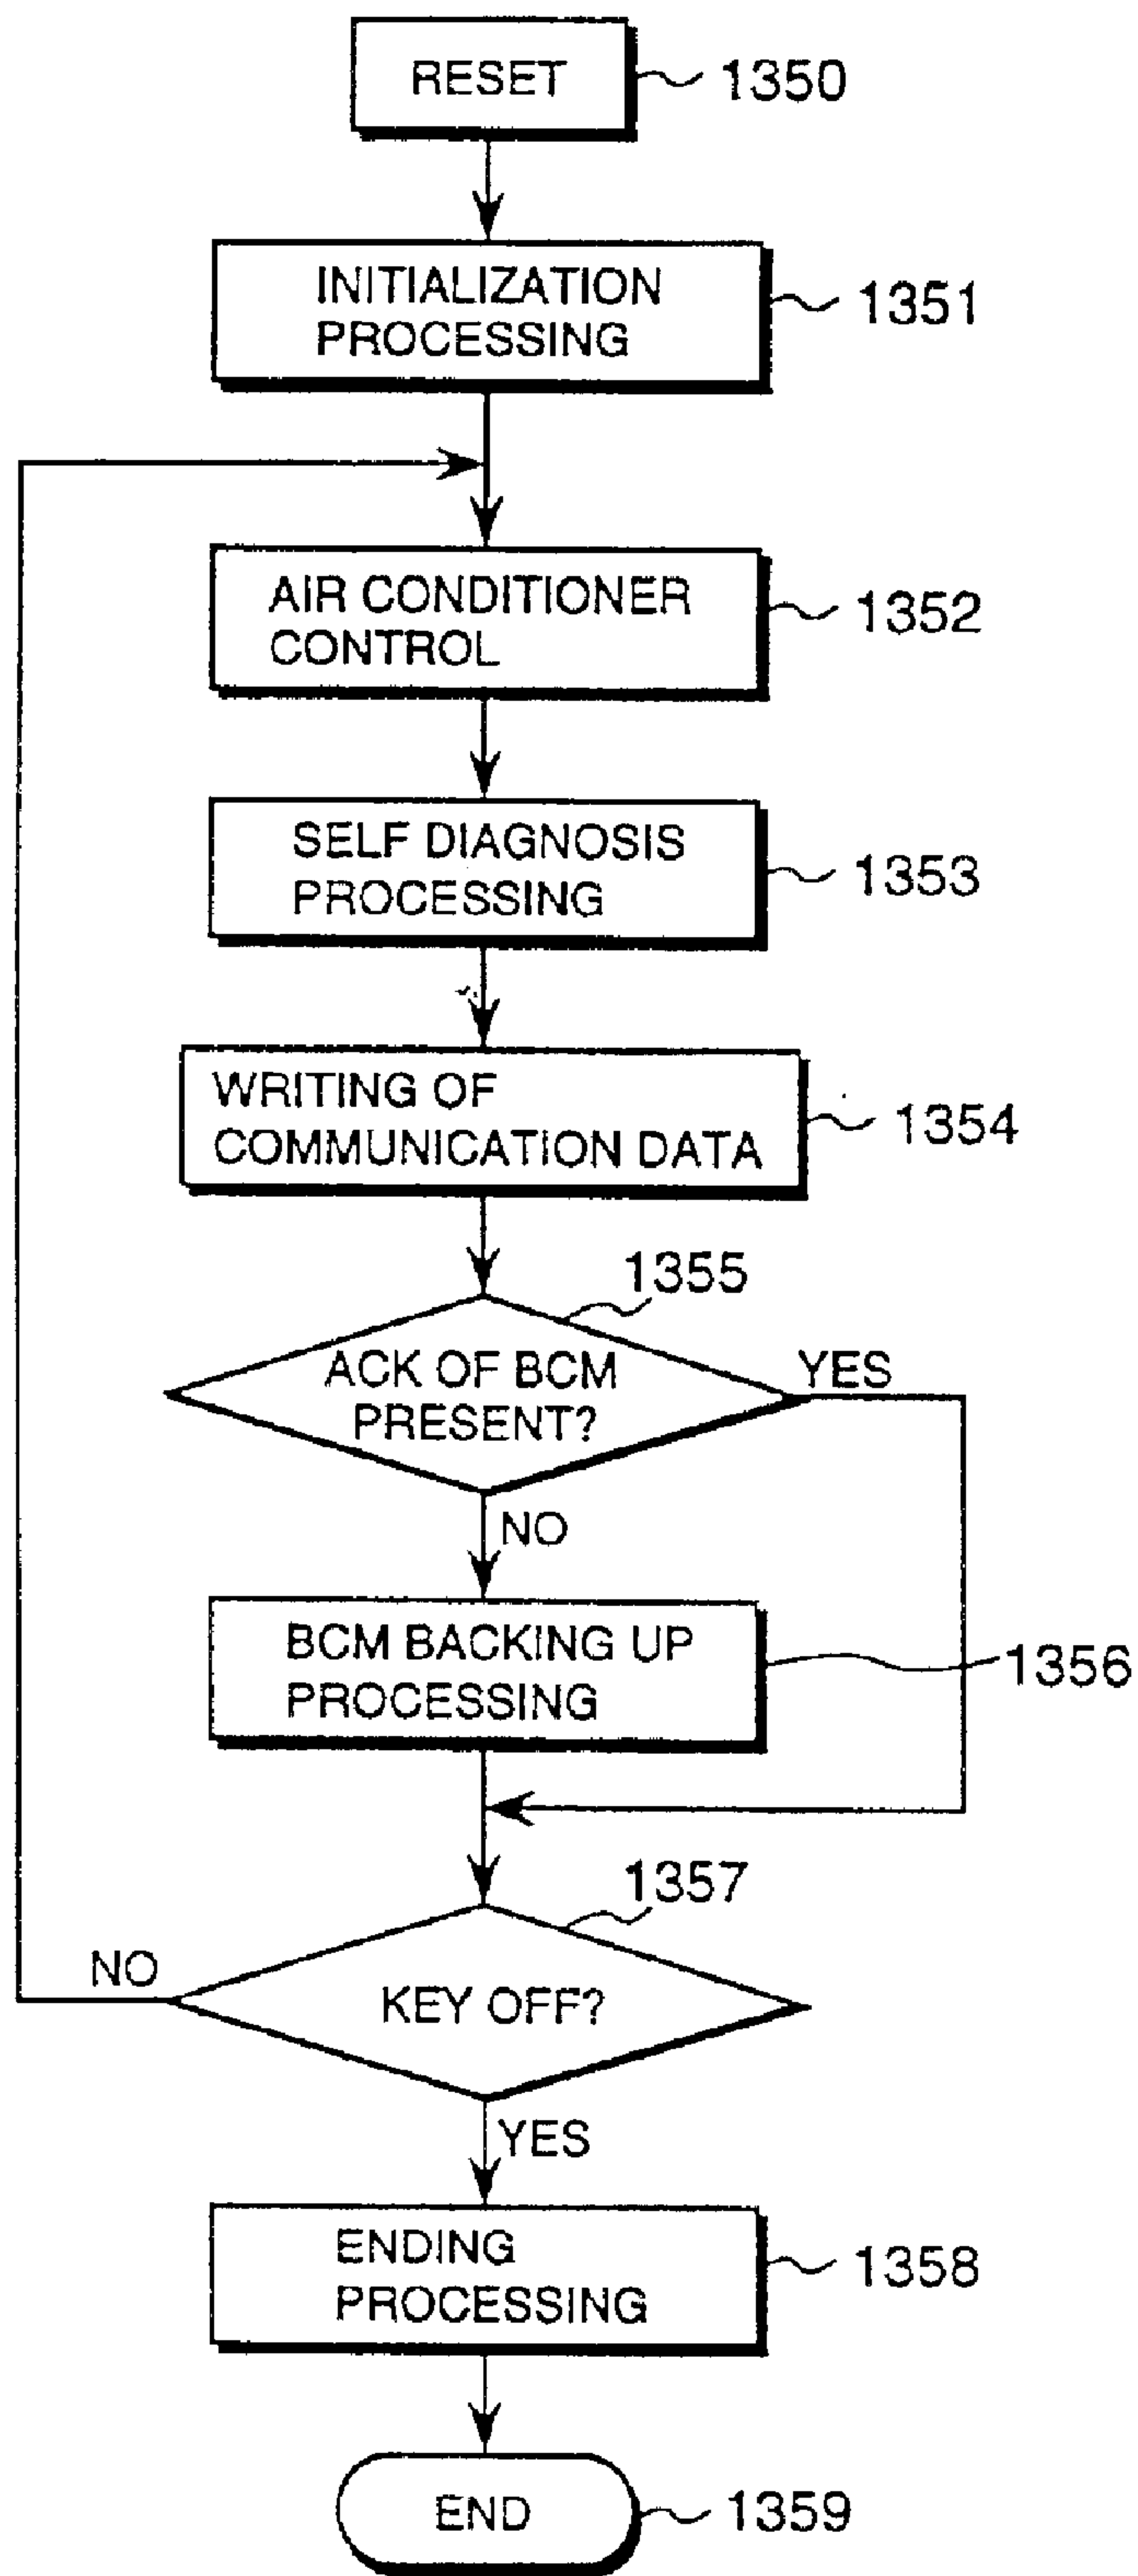 RESET
1350
INITIALIZATION
PROCESSING
1351
AIR CONDITIONER
CONTROL
1352
SELF DIAGNOSIS
PROCESSING
1353
WRITING OF
COMMUNICATION DATA
1354
1355
ACK OF BCM
PRESENT?
YES
NO
BCM BACKING UP
PROCESSING
1356
1357
KEY OFF?
NO
YES
ENDING
PROCESSING
1358
END
1359